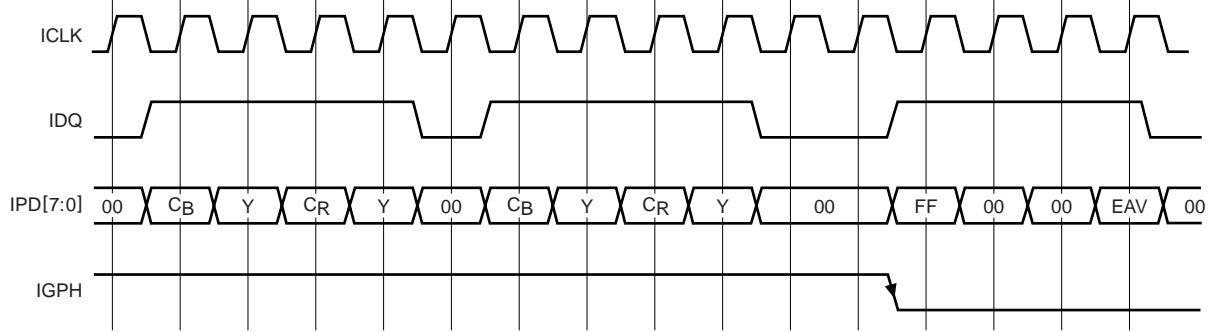 ICLK
IDQ
IPD[7:0] 00 CB Y CR Y 00 CB Y CR Y 00 FF 00 00 EAV 00
IGPH